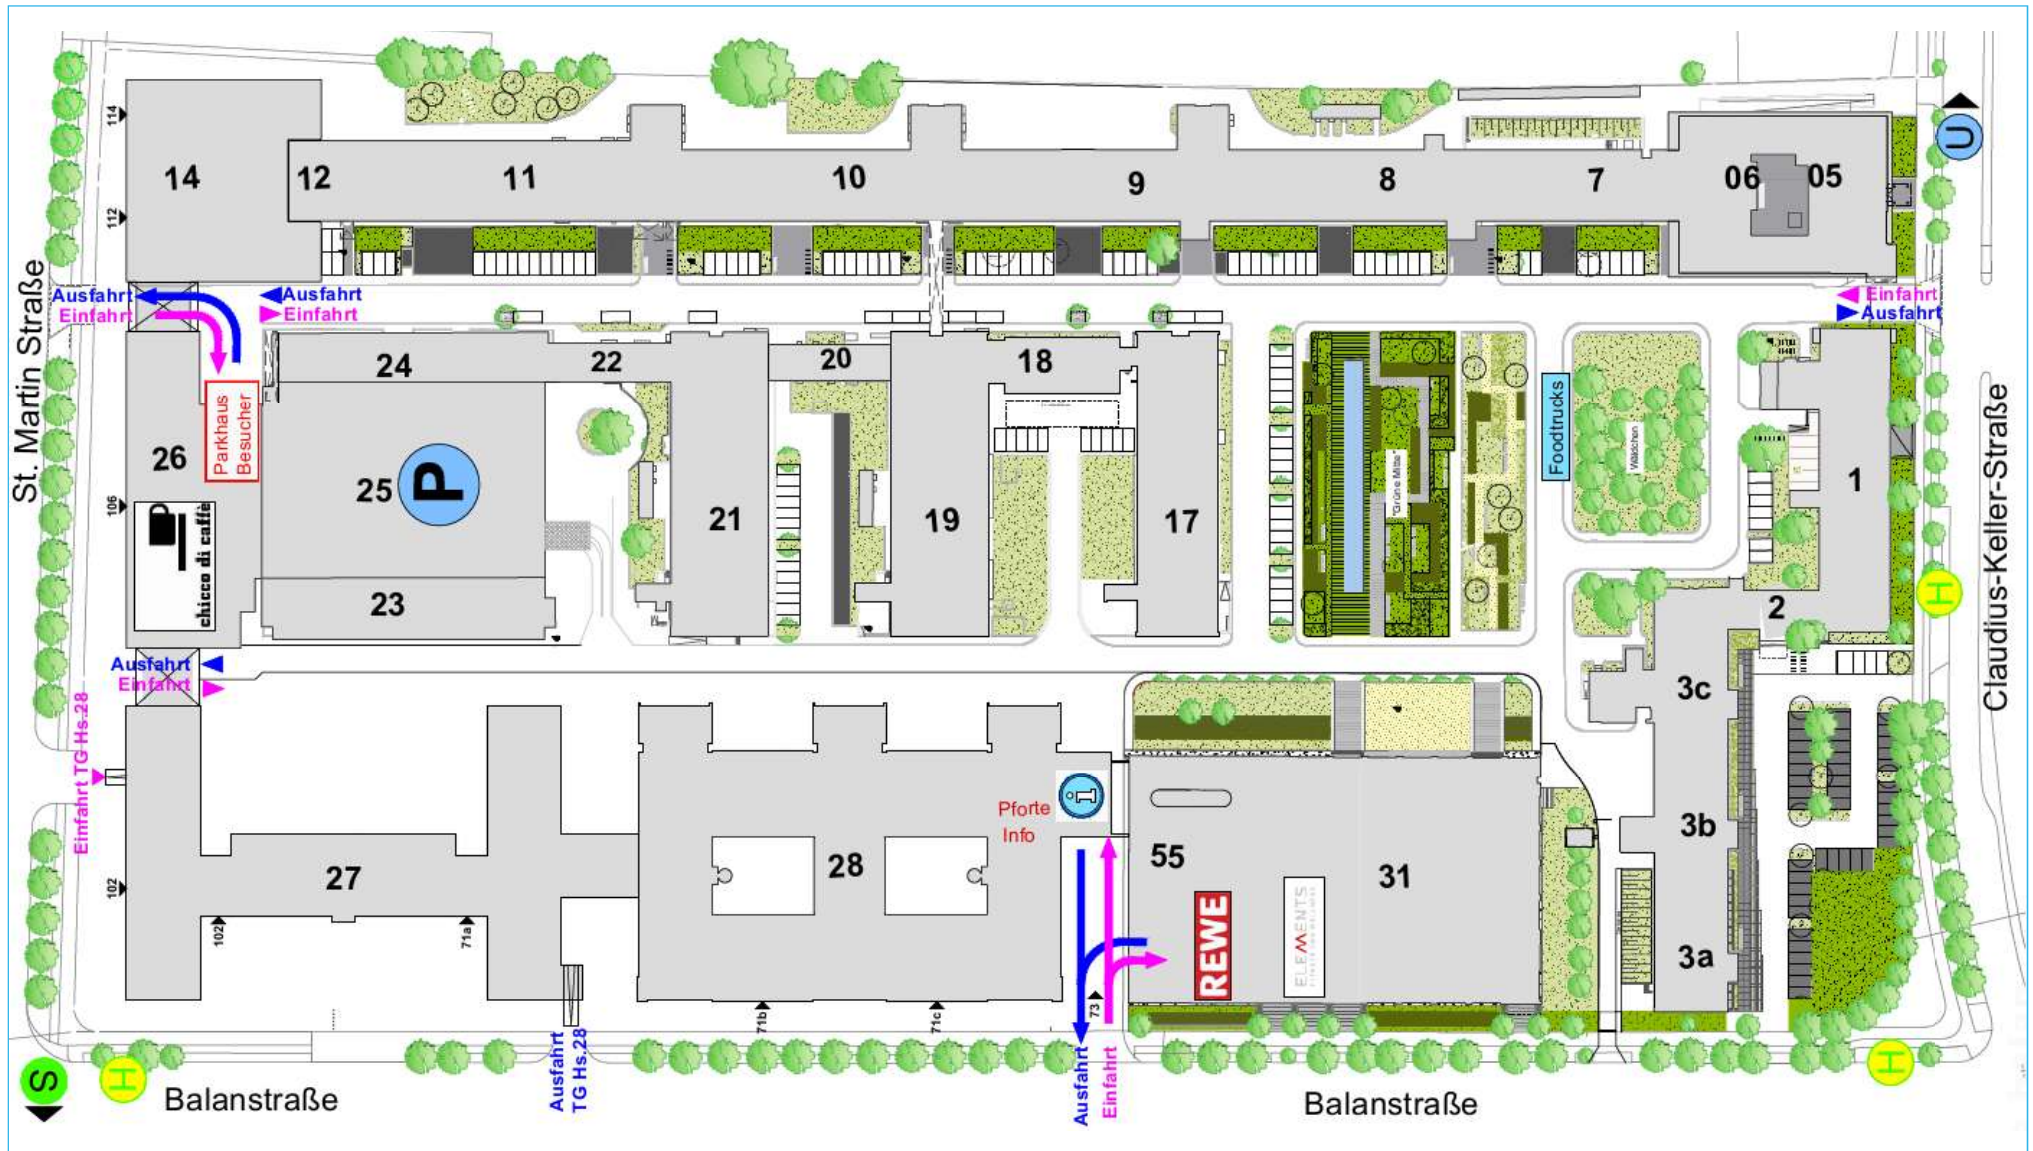 114
14
12
11
10
9
8
7
06
05
U
112
St. Martin Straße
Ausfahrt
Einfahrt
Ausfahrt
Einfahrt
Einfahrt
Ausfahrt
24
22
20
18
Parkhaus
Besucher
26
25
P
21
19
17
"Grüne Mitte"
Foodtrucks
Wäldchen
1
106
chicco di caffè
23
2
H
Claudius-Keller-Straße
Ausfahrt
Einfahrt
3c
Einfahrt TG Hs.28
Pforte
Info
i
55
31
3b
27
28
102
102
71a
REWE
ELEMENTS
3a
71b
71c
73
Ausfahrt
TG Hs.28
Ausfahrt
Einfahrt
S
H
Balanstraße
Balanstraße
H